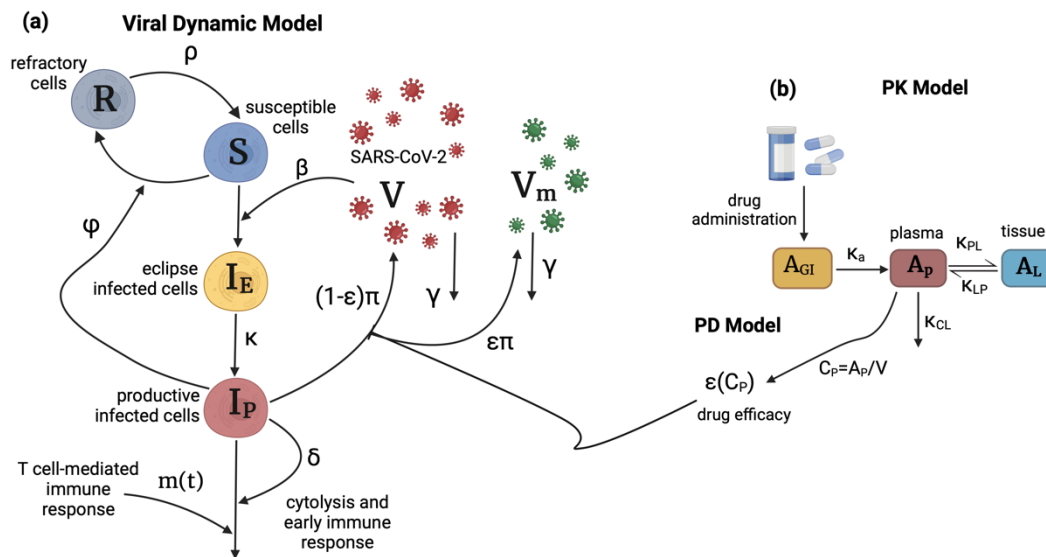 (a)
Viral Dynamic Model
refractory
cells
R
ρ
susceptible
cells
S
SARS-CoV-2
V
Vm
β
φ
eclipse
infected cells
IE
(1-ε)π
γ
γ
κ
επ
productive
infected cells
IP
δ
T cell-mediated
immune
response
m(t)
cytolysis and
early immune
response
(b)
PK Model
drug
administration
plasma
tissue
AGI
Ka
Ap
KPL
KLP
AL
KCL
PD Model
CP=AP/V
ε(CP)
drug efficacy